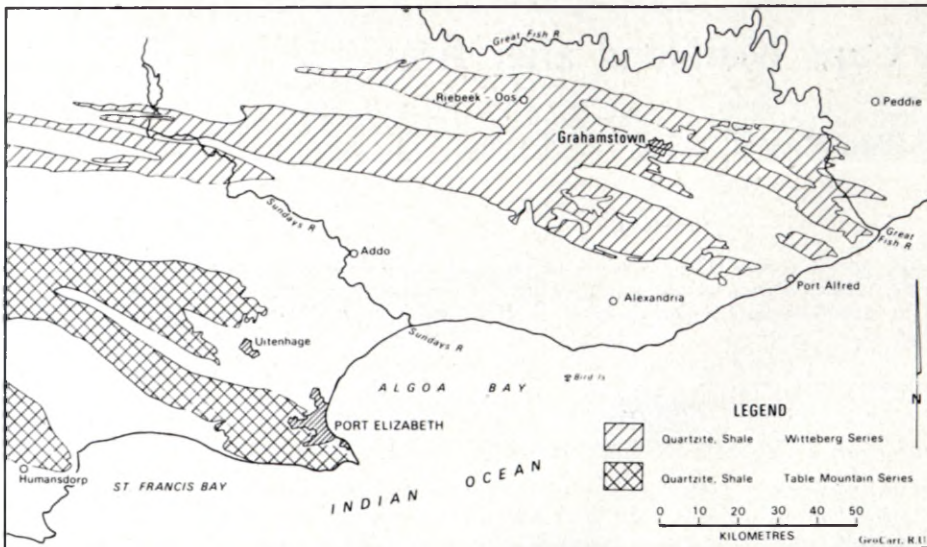 Great Fish R
Riebeek - Oos
Peddie
Grahamstown
Sundays R
Great
Fish R
Addo
Port Alfred
Alexandria
Uitenhage
Sundays R
ALGOA BAY
Bird Is
PORT ELIZABETH
Humansdorp
ST. FRANCIS BAY
INDIAN OCEAN
N
LEGEND
Quartzite, Shale Witteberg Series
Quartzite, Shale Table Mountain Series
0 10 20 30 40 50
KILOMETRES
GeoCart. R.U